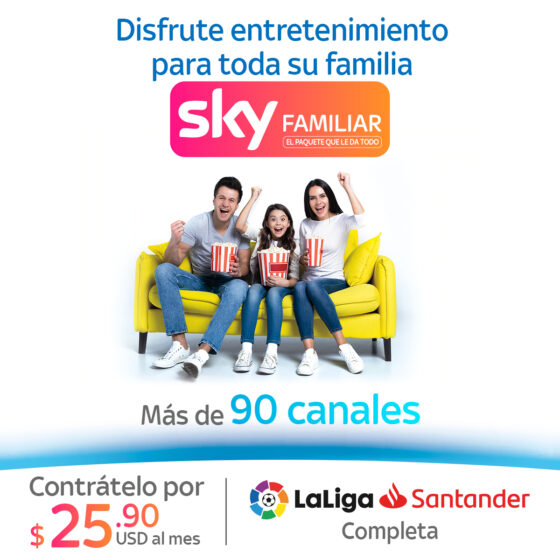 Disfrute entretenimiento
para toda su familia
sky FAMILIAR
EL PAQUETE QUE LE DA TODO
Más de 90 canales
Contrátelo por
$25.90
USD al mes
LaLiga Santander
Completa